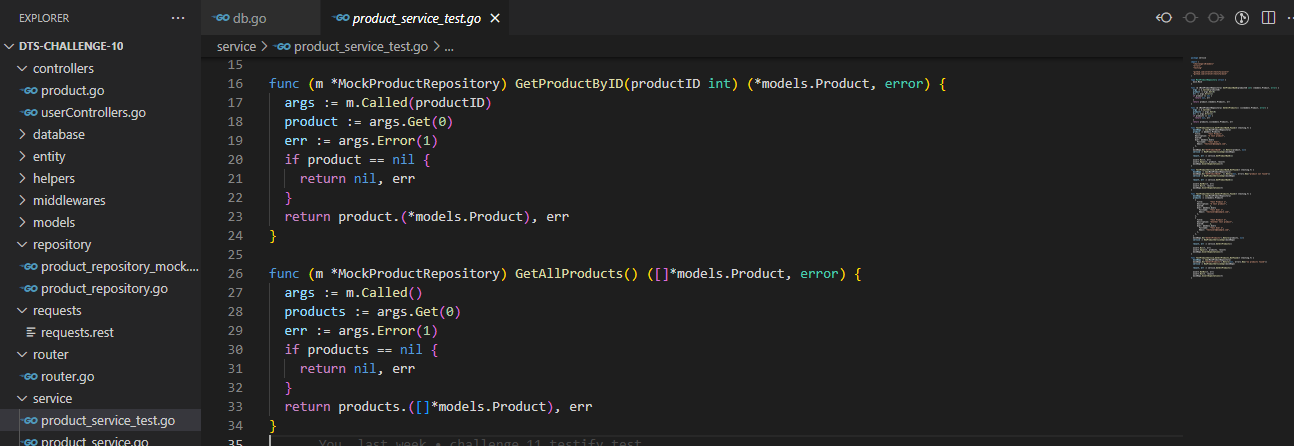 EXPLORER
DTS-CHALLENGE-10
controllers
product.go
userControllers.go
database
entity
helpers
middlewares
models
repository
product_repository_mock....
product_repository.go
requests
requests.rest
router
router.go
service
product_service_test.go
product_service.go
db.go
product_service_test.go
service > product_service_test.go > ...
15
16 func (m *MockProductRepository) GetProductByID(productID int) (*models.Product, error) {
17 args := m.Called(productID)
18 product := args.Get(0)
19 err := args.Error(1)
20 if product == nil {
21 return nil, err
22 }
23 return product.(*models.Product), err
24 }
25
26 func (m *MockProductRepository) GetAllProducts() ([]*models.Product, error) {
27 args := m.Called()
28 products := args.Get(0)
29 err := args.Error(1)
30 if products == nil {
31 return nil, err
32 }
33 return products.([]*models.Product), err
34 }
35 You, last week • challenge 11 testify test